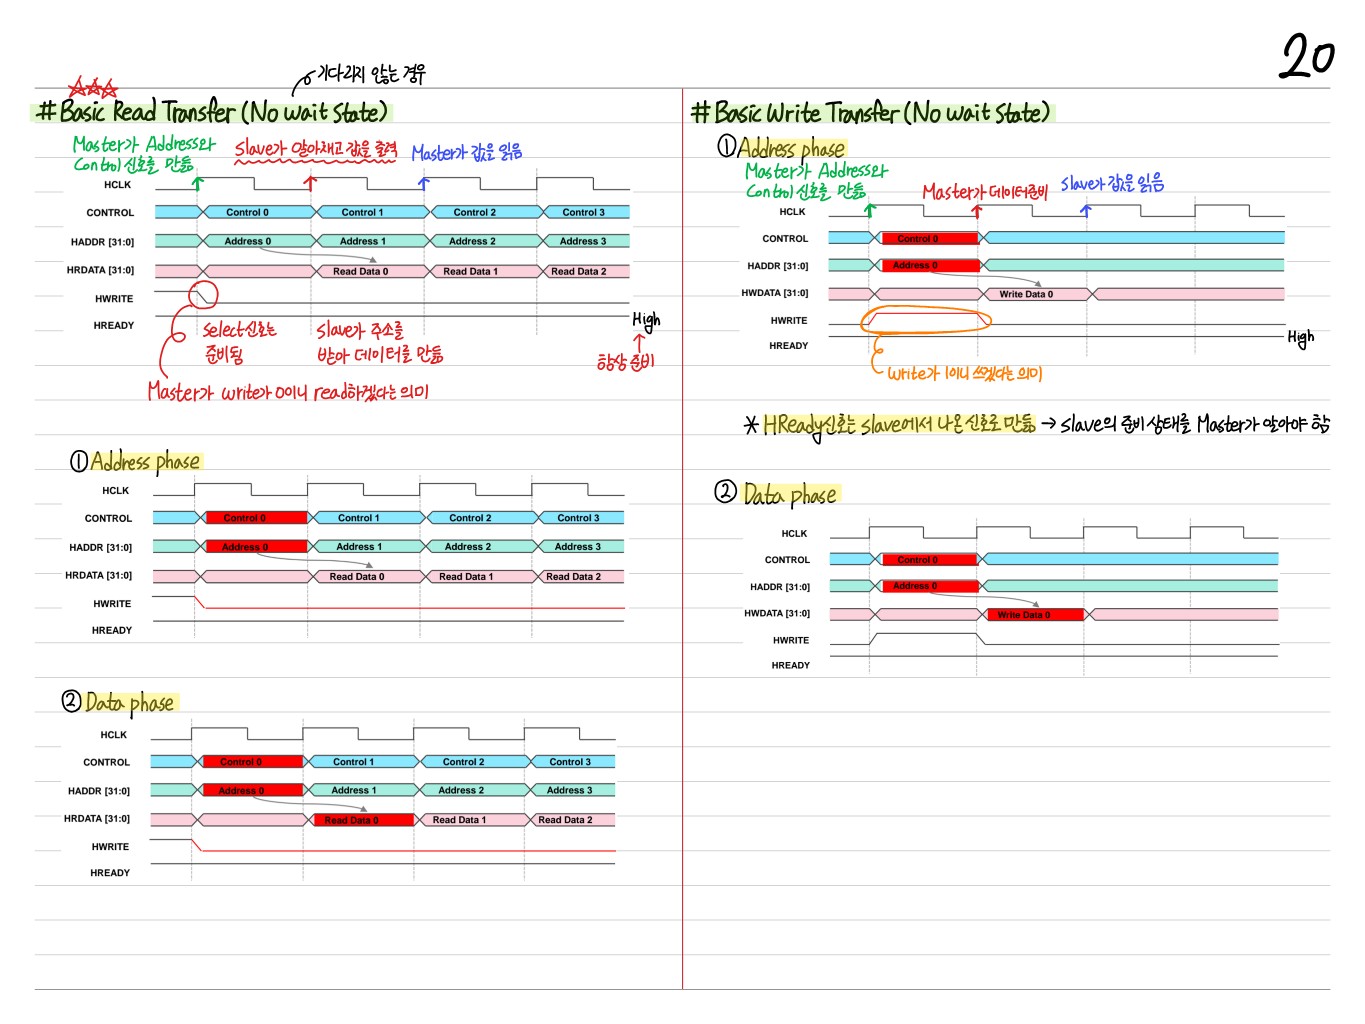 20
기다리지 않는 경우
# Basic Read Transfer (No wait State)
Master가 Address와
Control 신호를 만듦
Slave가 알아채고 값을 출력
Master가 값을 읽음
HCLK
CONTROL
Control 0 Control 1 Control 2 Control 3
HADDR [31:0]
Address 0 Address 1 Address 2 Address 3
HRDATA [31:0]
Read Data 0 Read Data 1 Read Data 2
HWRITE
HREADY
High
항상 준비
select신호는
준비됨
slave가 주소를
받아 데이터를 만듦
Master가 write가 0이니 read하겠다는 의미
① Address phase
HCLK
CONTROL
Control 0 Control 1 Control 2 Control 3
HADDR [31:0]
Address 0 Address 1 Address 2 Address 3
HRDATA [31:0]
Read Data 0 Read Data 1 Read Data 2
HWRITE
HREADY
② Data phase
HCLK
CONTROL
Control 0 Control 1 Control 2 Control 3
HADDR [31:0]
Address 0 Address 1 Address 2 Address 3
HRDATA [31:0]
Read Data 0 Read Data 1 Read Data 2
HWRITE
HREADY
# Basic Write Transfer (No wait State)
① Address phase
Master가 Address와
Control 신호를 만듦
Master가 데이터준비
slave가 값을 읽음
HCLK
CONTROL
Control 0
HADDR [31:0]
Address 0
HWDATA [31:0]
Write Data 0
HWRITE
HREADY
High
write가 1이니 쓰겠다는 의미
* HReady신호는 slave에서 나온 신호로 만듦 → slave의 준비 상태를 Master가 알아야 함
② Data phase
HCLK
CONTROL
Control 0
HADDR [31:0]
Address 0
HWDATA [31:0]
Write Data 0
HWRITE
HREADY